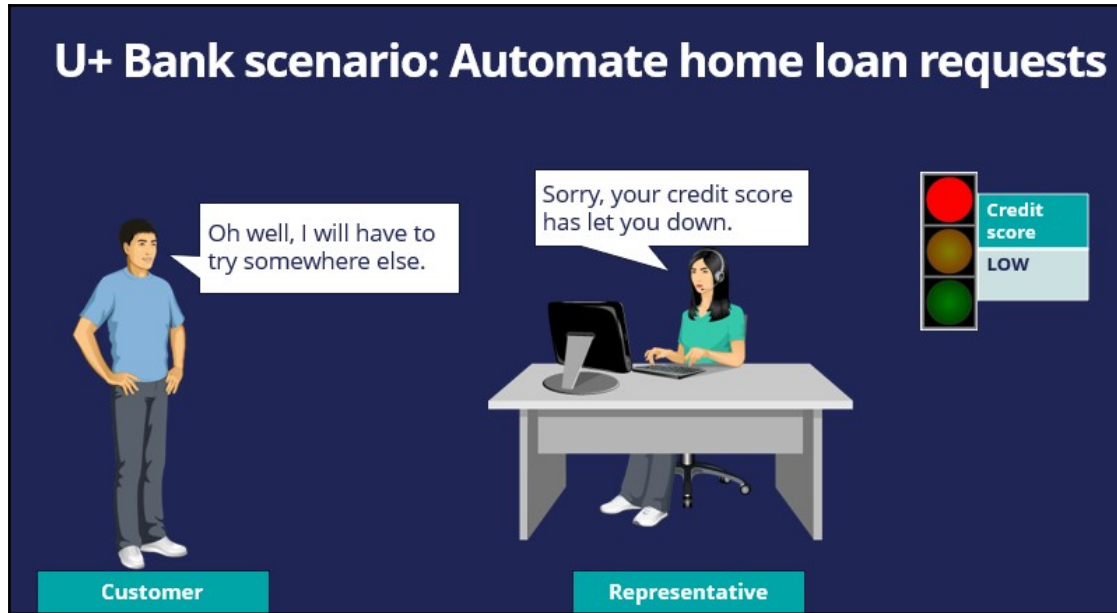 U+ Bank scenario: Automate home loan requests
Oh well, I will have to
try somewhere else.
Sorry, your credit score
has let you down.
Credit
score
LOW
Customer
Representative